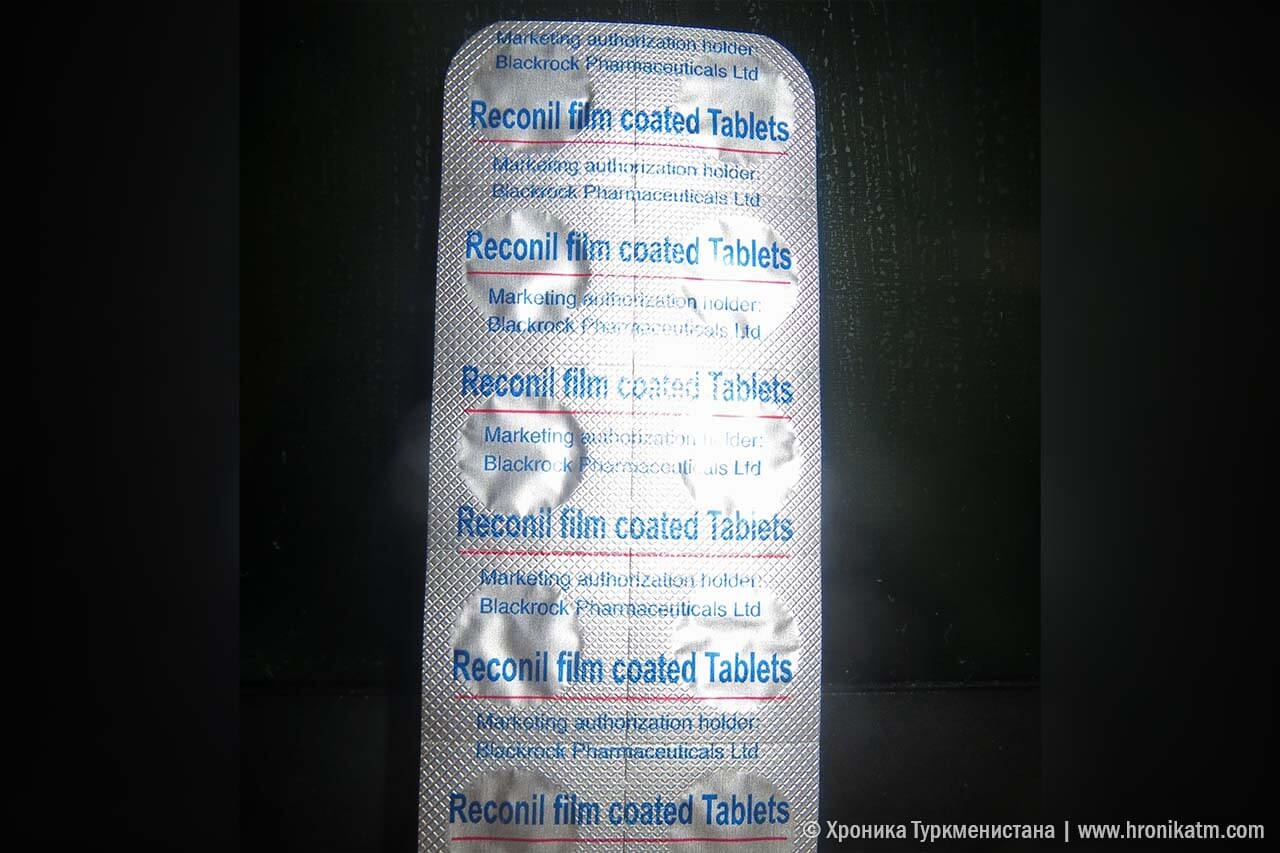 Marketing authorization holder:
Blackrock Pharmaceuticals Ltd
Reconil film coated Tablets
Marketing authorization holder:
Blackrock Pharmaceuticals Ltd
Reconil film coated Tablets
Marketing authorization holder:
Blackrock Pharmaceuticals Ltd
Reconil film coated Tablets
Marketing authorization holder:
Blackrock Pharmaceuticals Ltd
Reconil film coated Tablets
Marketing authorization holder:
Blackrock Pharmaceuticals Ltd
Reconil film coated Tablets
Marketing authorization holder:
Blackrock Pharmaceuticals Ltd
Reconil film coated Tablets
© Хроника Туркменистана | www.hronikatm.com